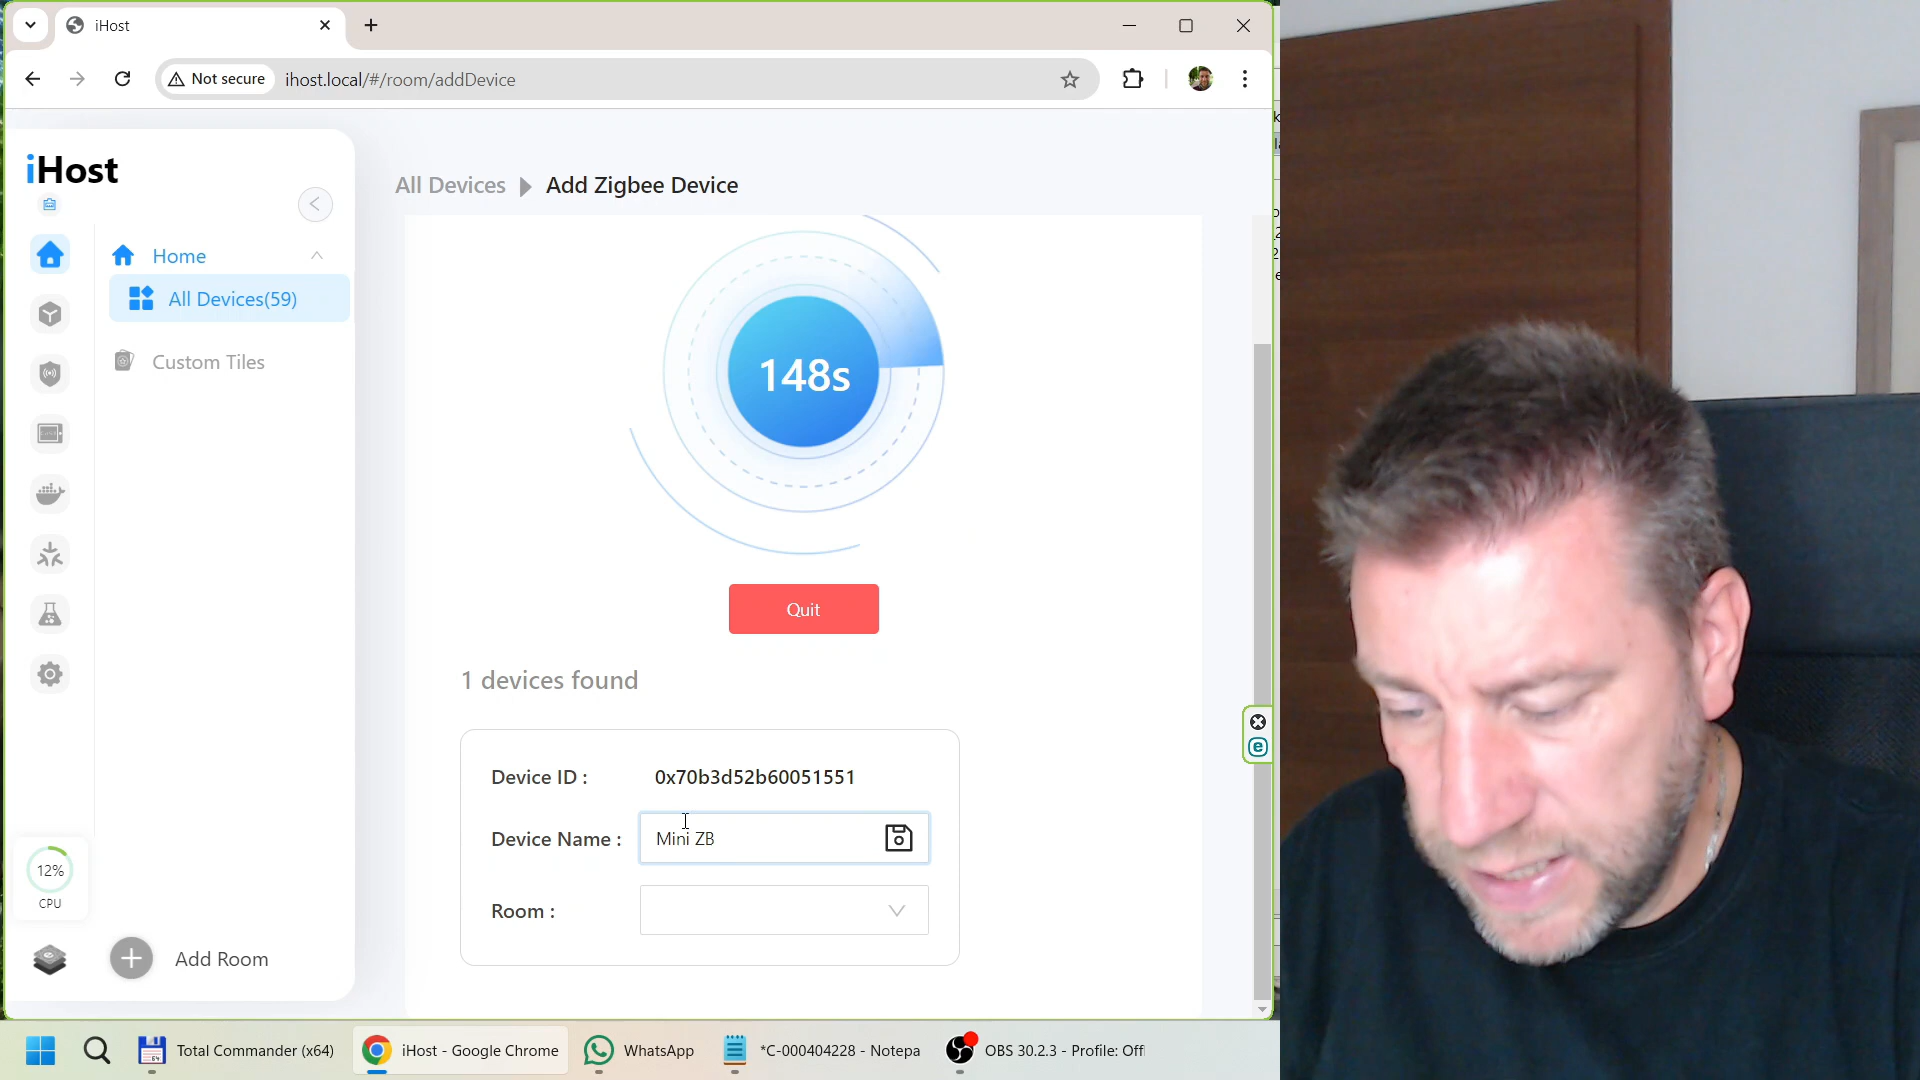 iHost
Not secure
ihost.local/#/room/addDevice
iHost
All Devices
Add Zigbee Device
Home
All Devices(59)
Custom Tiles
148s
Quit
1 devices found
Device ID :
0x70b3d52b60051551
Device Name :
Mini ZB
Room :
12%
CPU
Add Room
Total Commander (x64)
iHost - Google Chrome
WhatsApp
*C-000404228 - Notepa
OBS 30.2.3 - Profile: Off